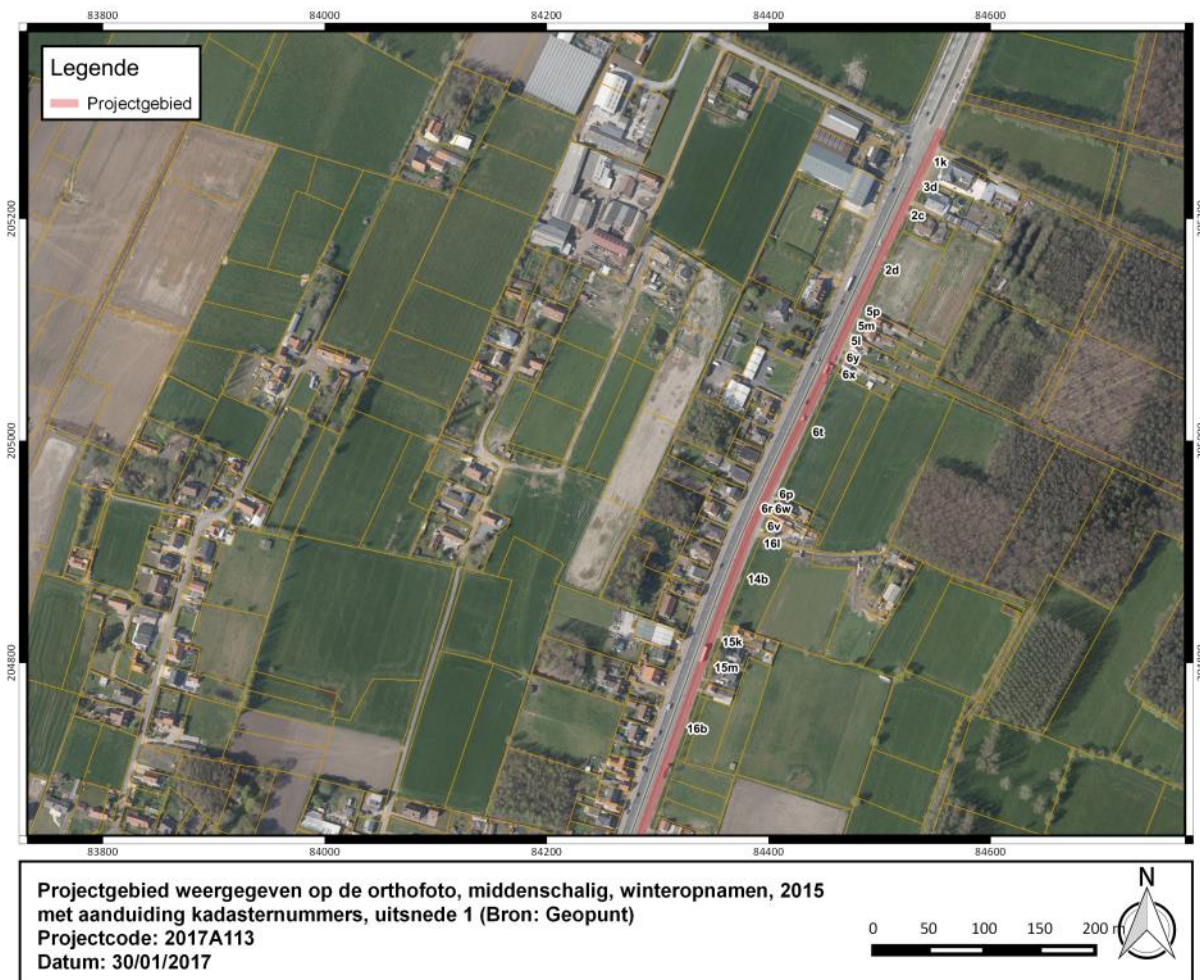 83800 84000 84200 84400 84600
Legende
Projectgebied
205200
205000
204800
205200
205000
204800
1k
3d
2c
2d
5p
5m
5l
6y
6x
6t
6p
6r 6w
6v
16l
14b
15k
15m
16b
83800 84000 84200 84400 84600
Projectgebied weergegeven op de orthofoto, middenschalig, winteropnamen, 2015
met aanduiding kadasternummers, uitsnede 1 (Bron: Geopunt)
Projectcode: 2017A113
Datum: 30/01/2017
0 50 100 150 200 m
N